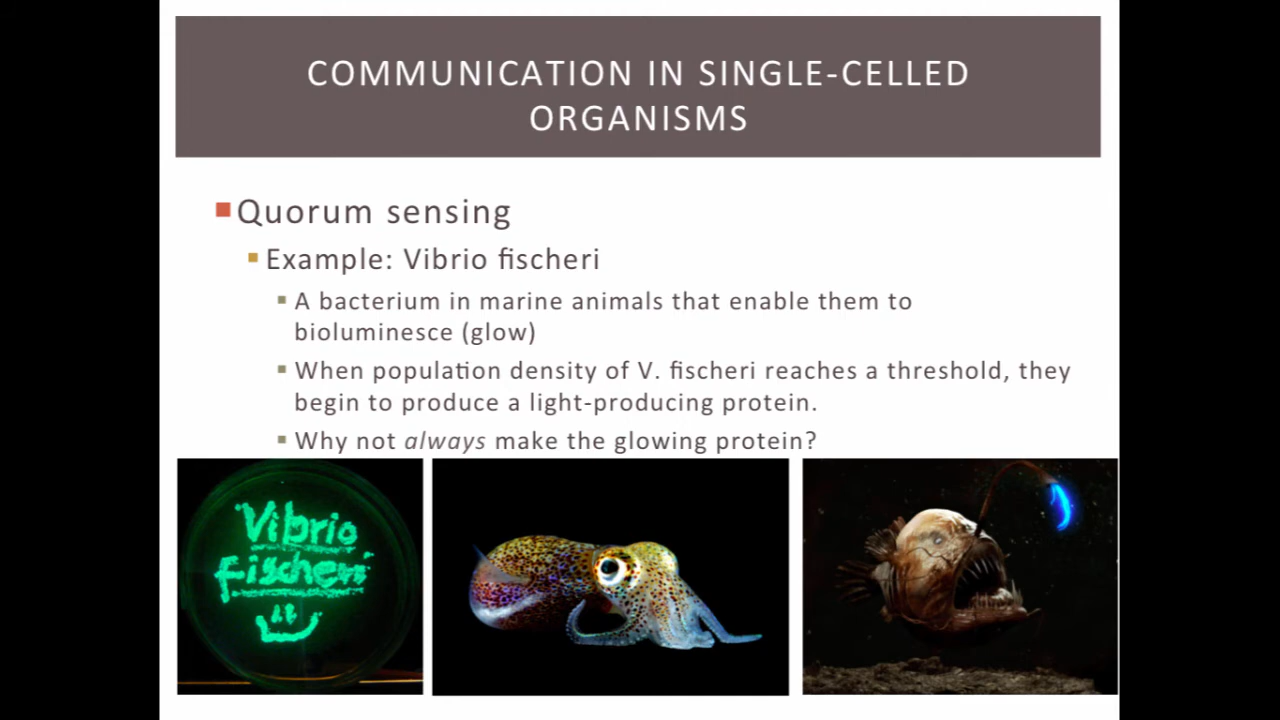 COMMUNICATION IN SINGLE-CELLED
ORGANISMS
Quorum sensing
Example: Vibrio fischeri
A bacterium in marine animals that enable them to
bioluminesce (glow)
When population density of V. fischeri reaches a threshold, they
begin to produce a light-producing protein.
Why not always make the glowing protein?
Vibrio
fischeri